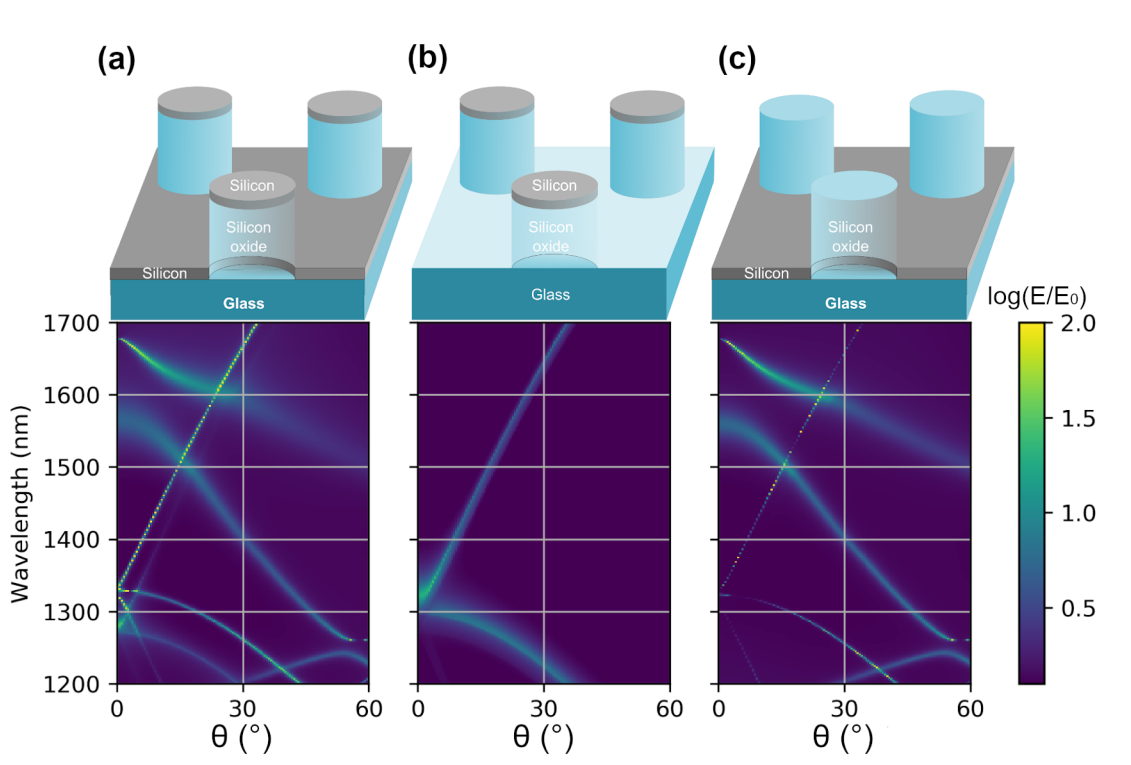 (a) (b) (c)
Silicon
Silicon
oxide
Silicon
Glass
Silicon
Silicon
oxide
Glass
Silicon
oxide
Silicon
Glass
log(E/E₀)
Wavelength (nm)
1700
1600
1500
1400
1300
1200
0 30 60
θ (°)
0 30 60
θ (°)
0 30 60
θ (°)
2.0
1.5
1.0
0.5